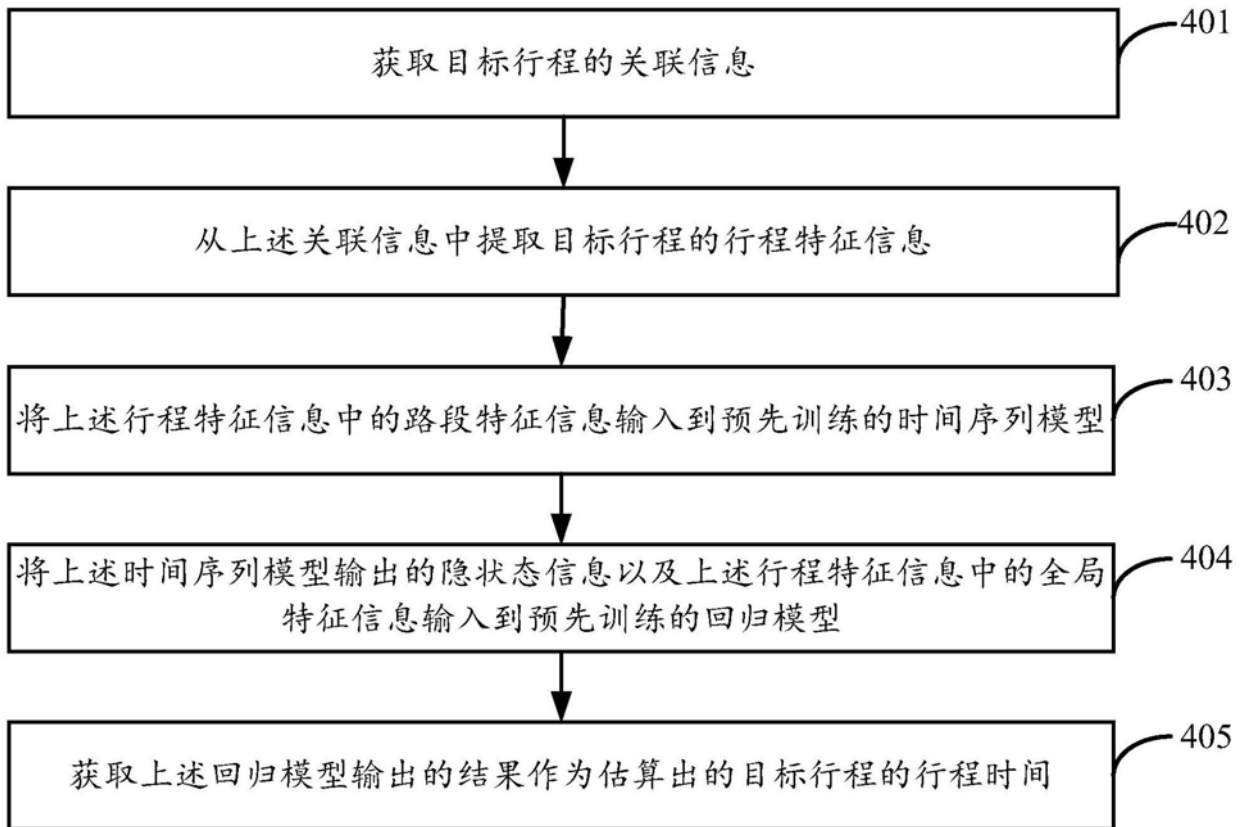 获取目标行程的关联信息
401
从上述关联信息中提取目标行程的行程特征信息
402
将上述行程特征信息中的路段特征信息输入到预先训练的时间序列模型
403
将上述时间序列模型输出的隐状态信息以及上述行程特征信息中的全局
特征信息输入到预先训练的回归模型
404
获取上述回归模型输出的结果作为估算出的目标行程的行程时间
405